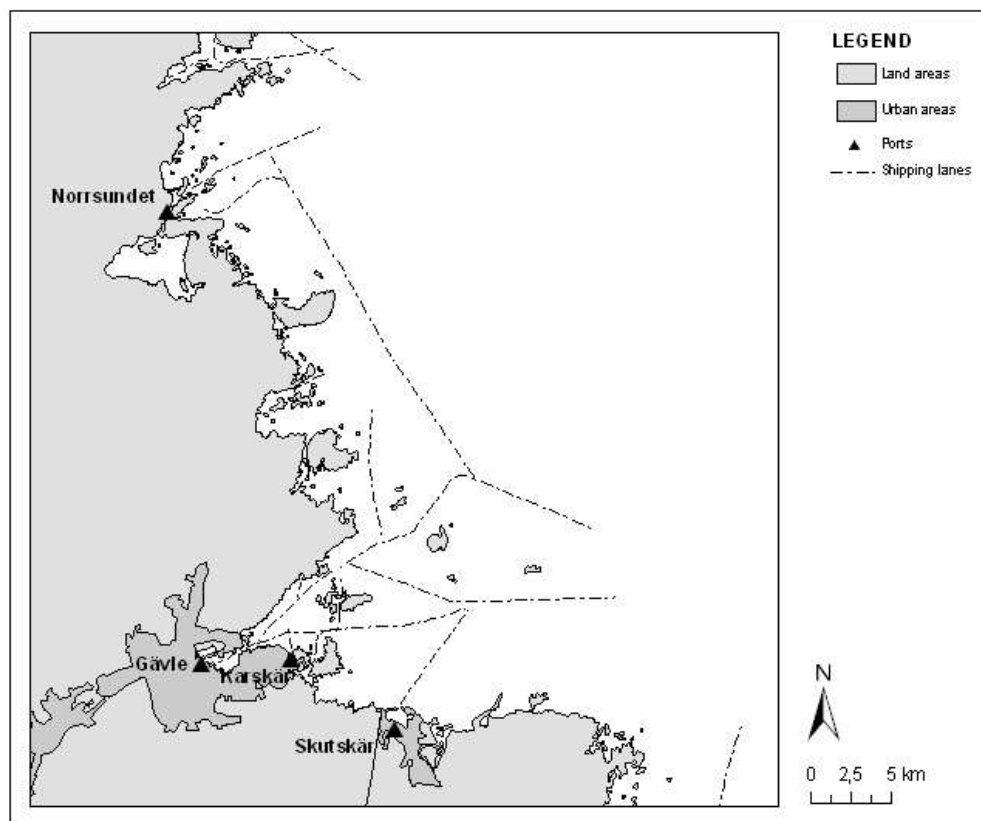 LEGEND
Land areas
Urban areas
Ports
Shipping lanes
Norrsundet
Gävle
Karskär
Skutskär
N
0 2,5 5 km